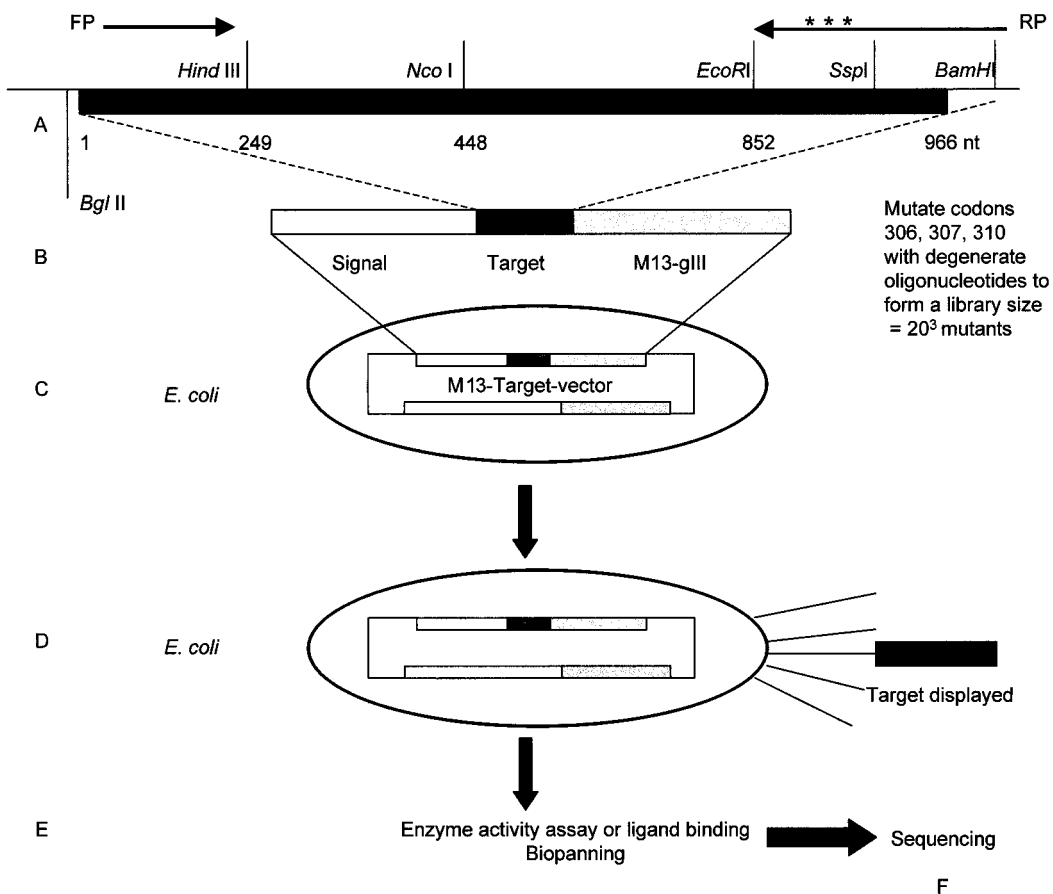 FP
* * *
RP
Hind III
Nco I
EcoRI
SspI
BamHI
A
1
249
448
852
966 nt
Bgl II
Mutate codons
306, 307, 310
with degenerate
oligonucleotides to
form a library size
= 20³ mutants
B
Signal
Target
M13-gIII
C
E. coli
M13-Target-vector
D
E. coli
Target displayed
E
Enzyme activity assay or ligand binding
Biopanning
Sequencing
F